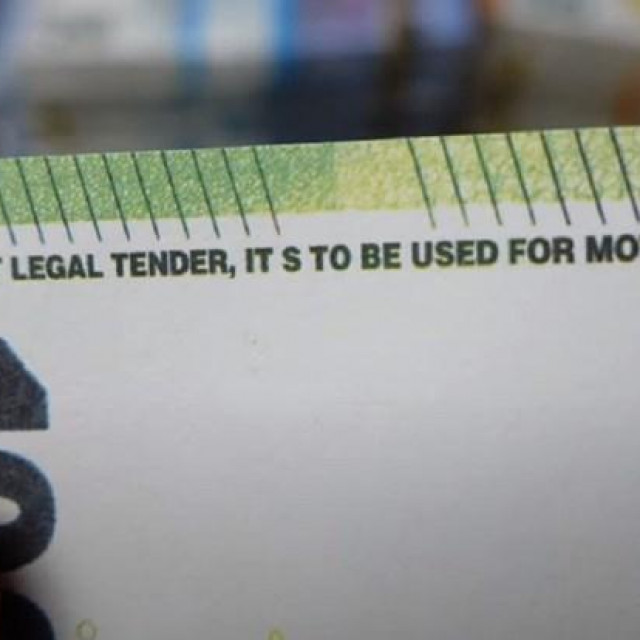 LEGAL TENDER, IT S TO BE USED FOR MO